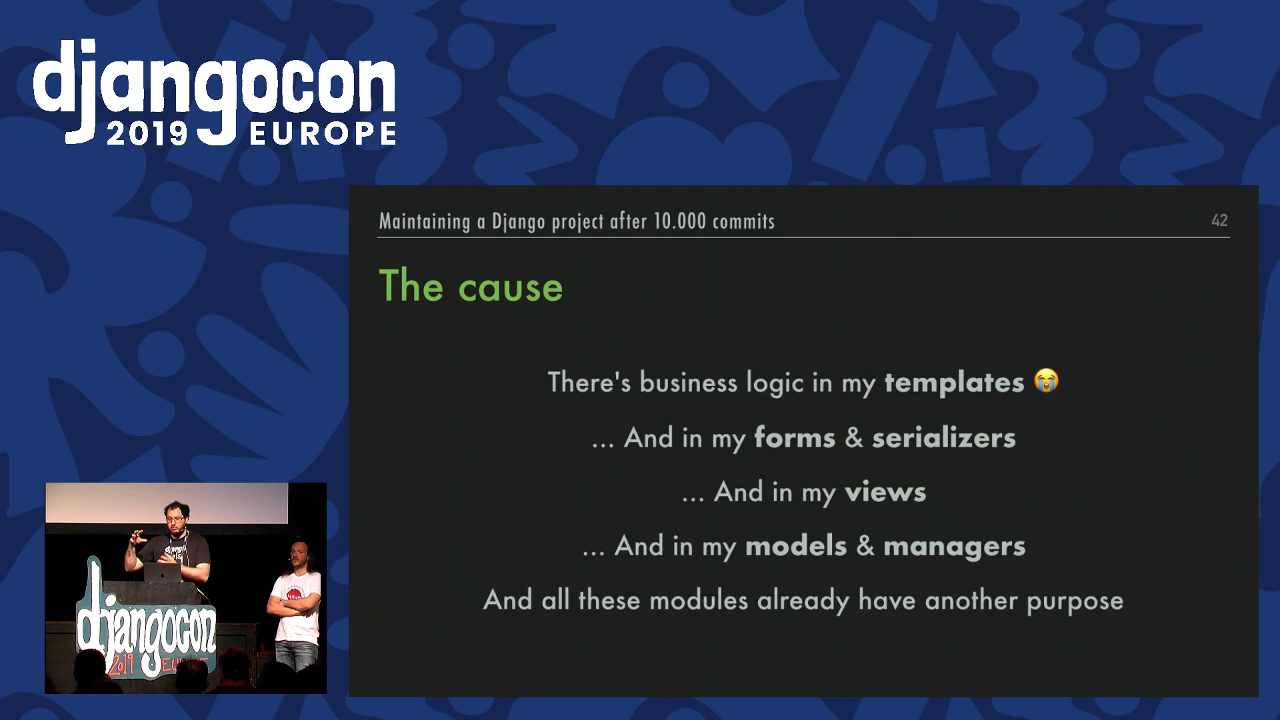 djangocon
2019 EUROPE
Maintaining a Django project after 10.000 commits
42
The cause
There's business logic in my templates 😭
... And in my forms & serializers
... And in my views
... And in my models & managers
And all these modules already have another purpose
django
djangocon
2019 EUROPE